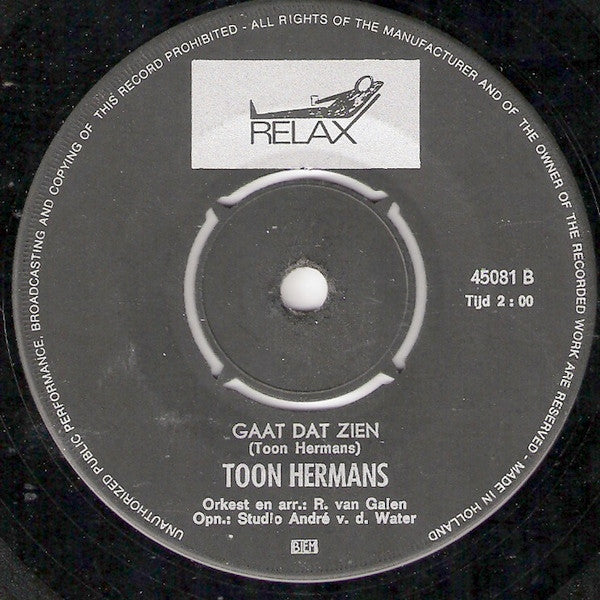 UNAUTHORIZED PUBLIC PERFORMANCE, BROADCASTING AND COPYING OF THIS RECORD PROHIBITED - ALL RIGHTS OF THE MANUFACTURER AND OF THE OWNER OF THE RECORDED WORK ARE RESERVED - MADE IN HOLLAND
RELAX
45081 B
Tijd 2 : 00
GAAT DAT ZIEN
(Toon Hermans)
TOON HERMANS
Orkest en arr.: R. van Galen
Opn.: Studio André v. d. Water
BIEM